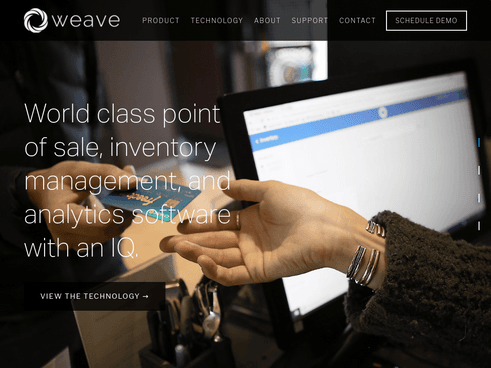 weave
PRODUCT TECHNOLOGY ABOUT SUPPORT CONTACT SCHEDULE DEMO
World class point
of sale, inventory
management, and
analytics software
with an IQ.
VIEW THE TECHNOLOGY →